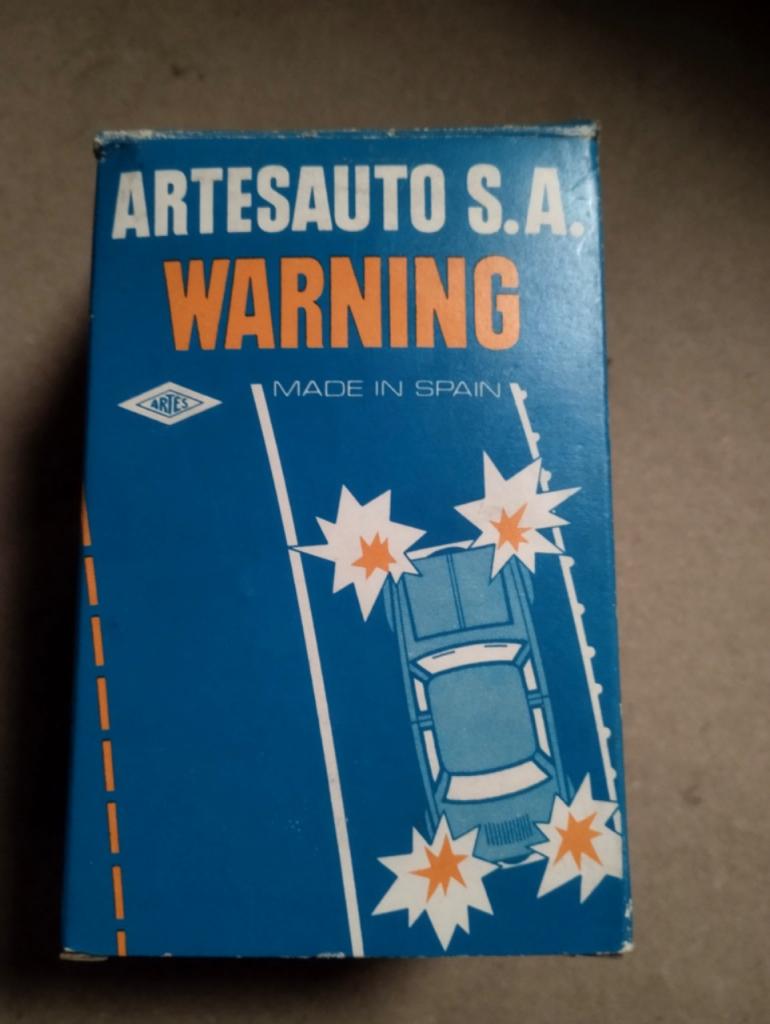 ARTESAUTO S.A.
WARNING
MADE IN SPAIN
ARTES